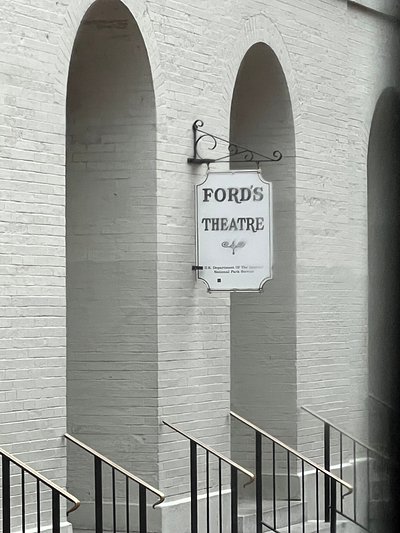 FORD'S
THEATRE
U.S. Department Of The Interior
National Park Service